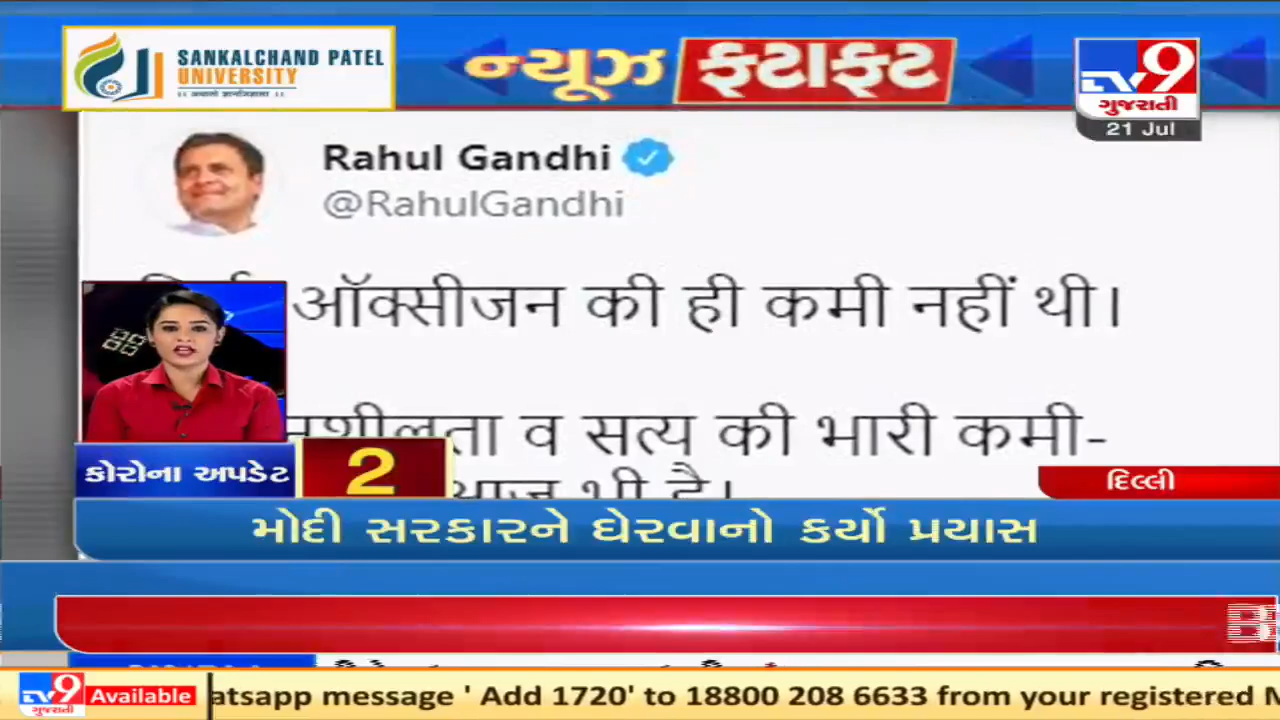 SANKALCHAND PATEL
UNIVERSITY
ન્યૂઝ ફટાફટ
TV9
ગુજરાતી
21 Jul
Rahul Gandhi
@RahulGandhi
ऑक्सीजन की ही कमी नहीं थी।
व सत्य की भारी कमी-
आज भी है।
કોરોના અપડેટ
2
દિલ્લી
મોદી સરકારને ઘેરવાનો કર્યો પ્રયાસ
TV9
ગુજરાતી
Available
atsapp message ' Add 1720' to 18800 208 6633 from your registered M